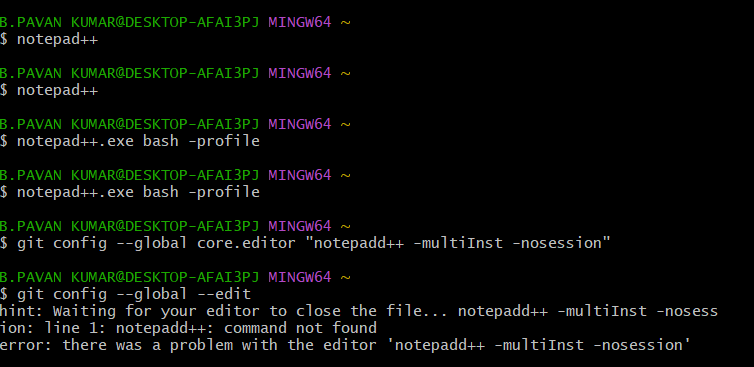 B.PAVAN KUMAR@DESKTOP-AFAI3PJ MINGW64 ~
$ notepad++
B.PAVAN KUMAR@DESKTOP-AFAI3PJ MINGW64 ~
$ notepad++
B.PAVAN KUMAR@DESKTOP-AFAI3PJ MINGW64 ~
$ notepad++.exe bash -profile
B.PAVAN KUMAR@DESKTOP-AFAI3PJ MINGW64 ~
$ notepad++.exe bash -profile
B.PAVAN KUMAR@DESKTOP-AFAI3PJ MINGW64 ~
$ git config --global core.editor "notepadd++ -multiInst -nosession"
B.PAVAN KUMAR@DESKTOP-AFAI3PJ MINGW64 ~
$ git config --global --edit
hint: Waiting for your editor to close the file... notepadd++ -multiInst -nosess
ion: line 1: notepadd++: command not found
error: there was a problem with the editor 'notepadd++ -multiInst -nosession'